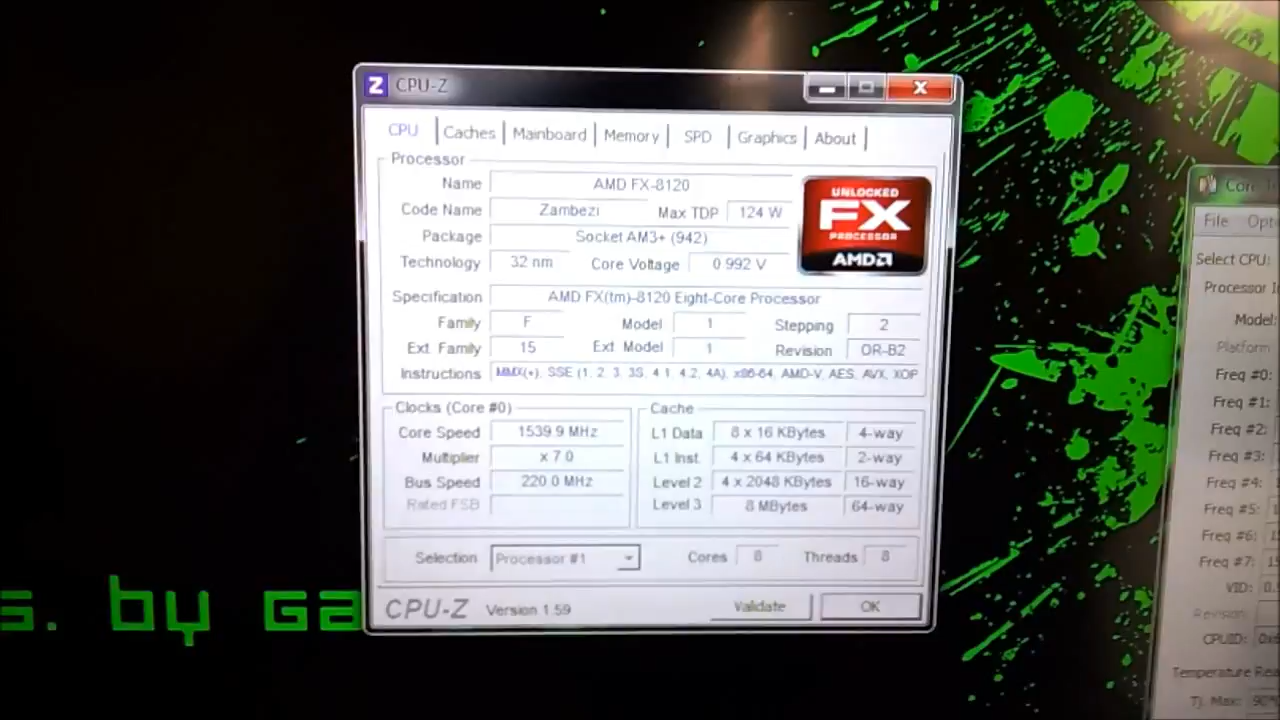 CPU-Z
CPU Caches Mainboard Memory SPD Graphics About
Processor
Name AMD FX-8120
Code Name Zambezi Max TDP 124 W
Package Socket AM3+ (942)
Technology 32 nm Core Voltage 0.992 V
UNLOCKED
FX
PROCESSOR
AMD
Specification AMD FX(tm)-8120 Eight-Core Processor
Family F Model 1 Stepping 2
Ext. Family 15 Ext. Model 1 Revision OR-B2
Instructions MMX(+), SSE (1, 2, 3, 3S, 4.1, 4.2, 4A), x86-64, AMD-V, AES, AVX, XOP
Clocks (Core #0)
Core Speed 1539.9 MHz
Multiplier x 7.0
Bus Speed 220.0 MHz
Rated FSB
Cache
L1 Data 8 x 16 KBytes 4-way
L1 Inst. 4 x 64 KBytes 2-way
Level 2 4 x 2048 KBytes 16-way
Level 3 8 MBytes 64-way
Selection Processor #1 Cores 8 Threads 8
CPU-Z Version 1.59 Validate OK
s. by Ga
Core
File Opti
Select CPU:
Processor
Model:
Platform
Freq #0:
Freq #1:
Freq #2:
Freq #3:
Freq #4:
Freq #5:
Freq #6:
Freq #7:
VID:
Revision
CPUID:
Temperature Rea
Tj. Max: 90°